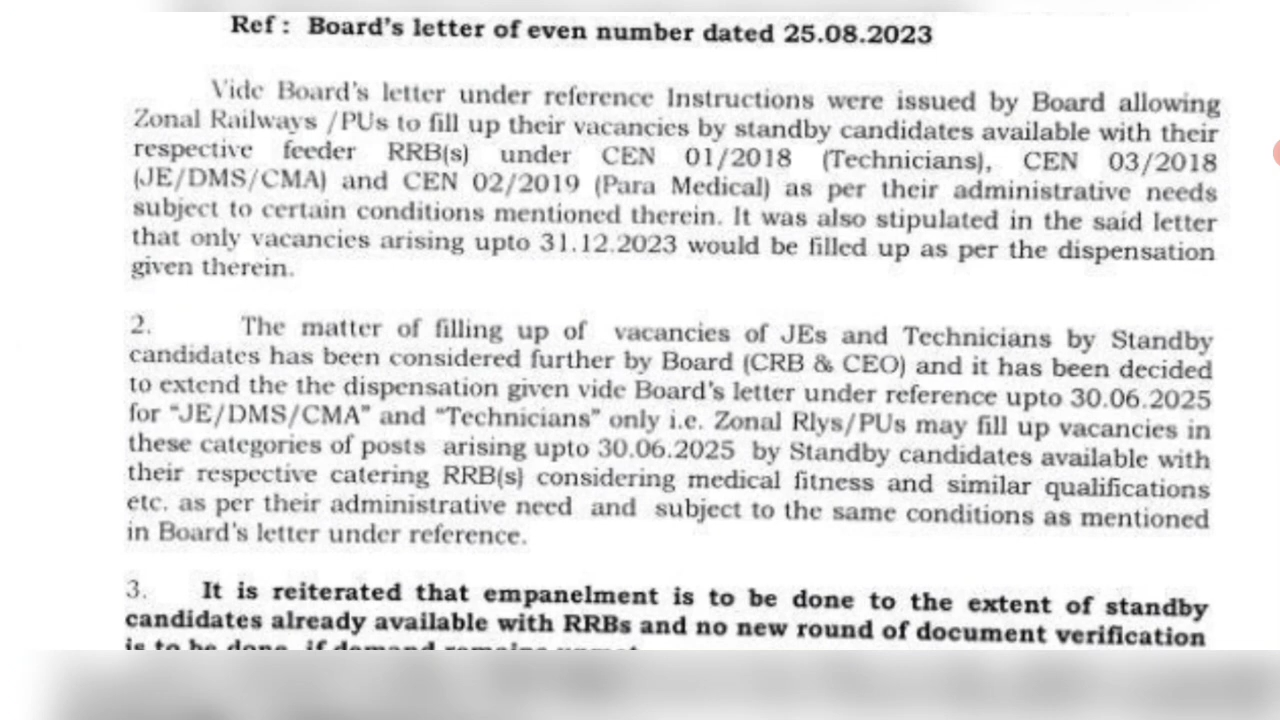 Ref : Board's letter of even number dated 25.08.2023
Vide Board's letter under reference Instructions were issued by Board allowing
Zonal Railways /PUs to fill up their vacancies by standby candidates available with their
respective feeder RRB(s) under CEN 01/2018 (Technicians), CEN 03/2018
(JE/DMS/CMA) and CEN 02/2019 (Para Medical) as per their administrative needs
subject to certain conditions mentioned therein. It was also stipulated in the said letter
that only vacancies arising upto 31.12.2023 would be filled up as per the dispensation
given therein.
2. The matter of filling up of vacancies of JEs and Technicians by Standby
candidates has been considered further by Board (CRB & CEO) and it has been decided
to extend the the dispensation given vide Board's letter under reference upto 30.06.2025
for "JE/DMS/CMA" and "Technicians" only i.e. Zonal Rlys/PUs may fill up vacancies in
these categories of posts arising upto 30.06.2025 by Standby candidates available with
their respective catering RRB(s) considering medical fitness and similar qualifications
etc. as per their administrative need and subject to the same conditions as mentioned
in Board's letter under reference.
3. It is reiterated that empanelment is to be done to the extent of standby
candidates already available with RRBs and no new round of document verification
is to be done, if demand remains unmet